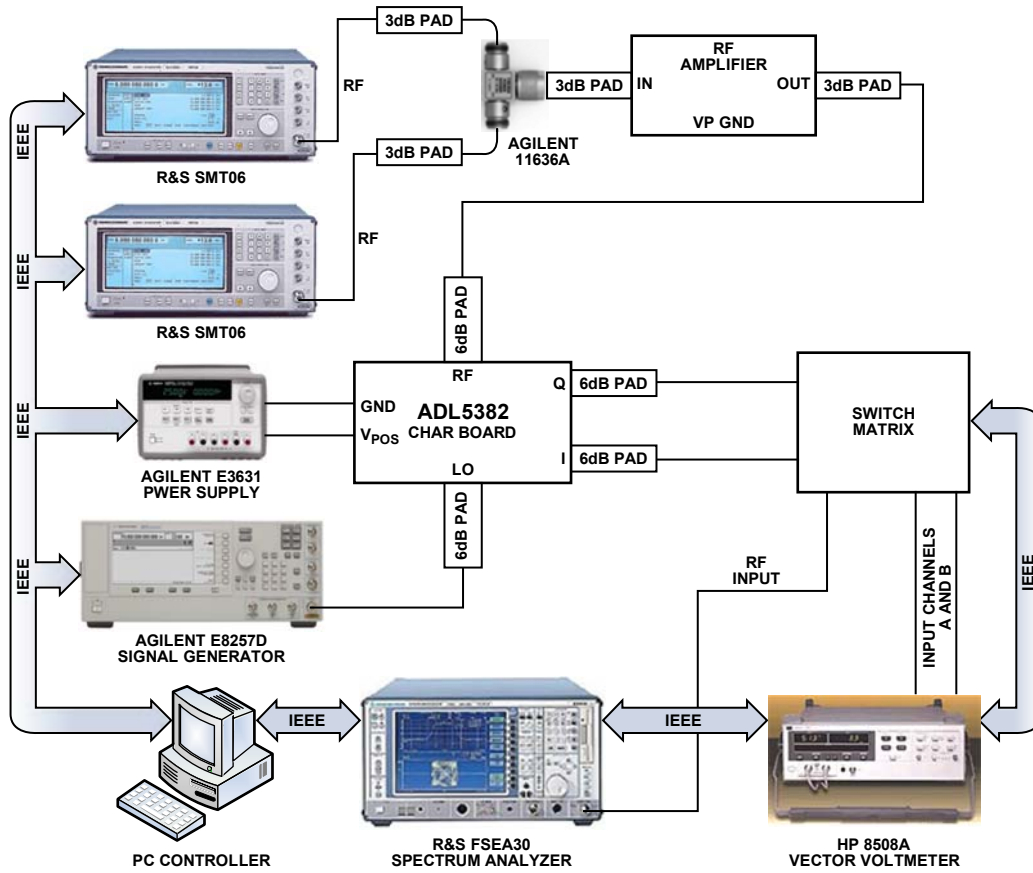 3dB PAD
RF
3dB PAD
AGILENT
11636A
3dB PAD
IN
RF
AMPLIFIER
OUT
VP GND
3dB PAD
IEEE
R&S SMT06
RF
IEEE
R&S SMT06
6dB PAD
RF
GND
VPOS
ADL5382
CHAR BOARD
Q
I
LO
6dB PAD
6dB PAD
SWITCH
MATRIX
IEEE
AGILENT E3631
PWER SUPPLY
6dB PAD
RF
INPUT
INPUT CHANNELS
A AND B
IEEE
IEEE
AGILENT E8257D
SIGNAL GENERATOR
IEEE
IEEE
PC CONTROLLER
R&S FSEA30
SPECTRUM ANALYZER
HP 8508A
VECTOR VOLTMETER